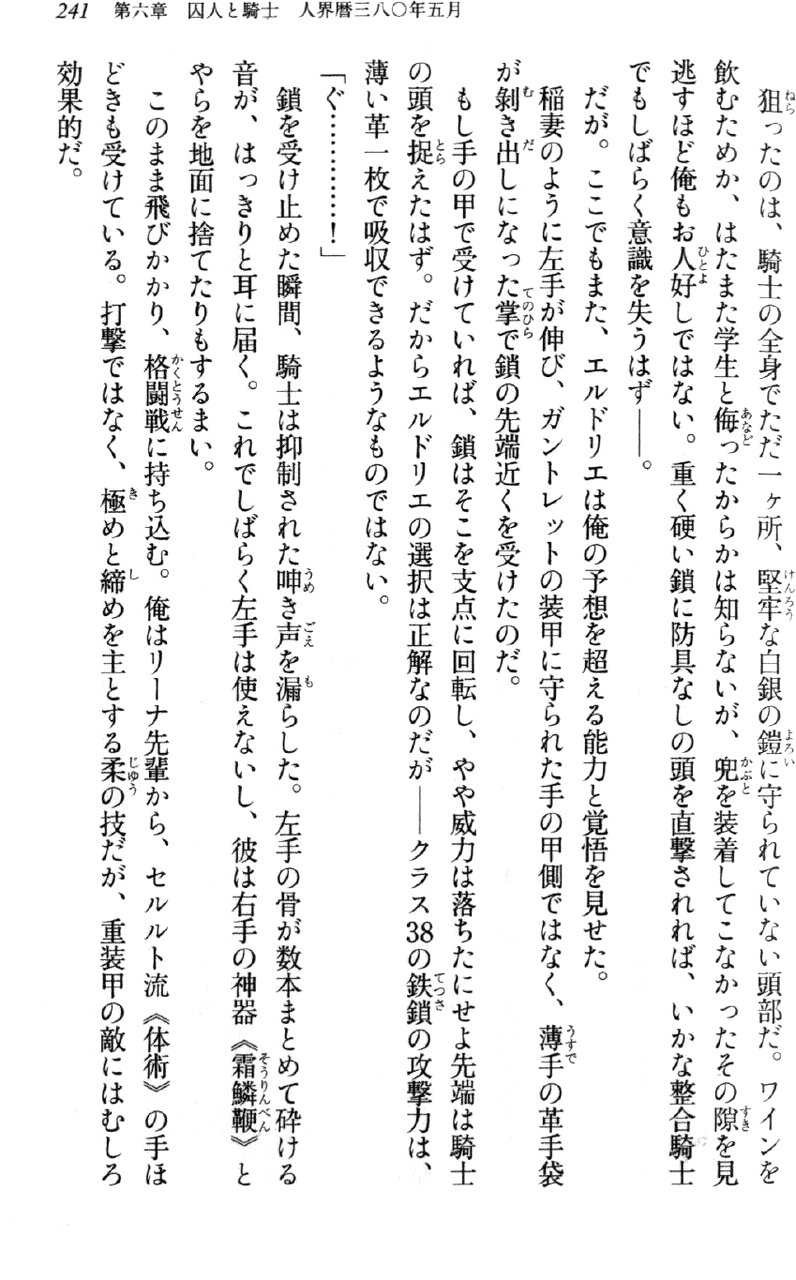 241 第六章 囚人と騎士 人界暦三八〇年五月
狙ったのは、騎士の全身でただ一ヶ所、堅牢な白銀の鎧に守られていない頭部だ。ワインを
飲むためか、はたまた学生と侮ったからかは知らないが、兜を装着してこなかったその隙を見
逃すほど俺もお人好しではない。重く硬い鎖に防具なしの頭を直撃されれば、いかな整合騎士
でもしばらく意識を失うはず——。
だが。ここでもまた、エルドリエは俺の予想を超える能力と覚悟を見せた。
稲妻のように左手が伸び、ガントレットの装甲に守られた手の甲側ではなく、薄手の革手袋
が剝き出しになった掌で鎖の先端近くを受けたのだ。
もし手の甲で受けていれば、鎖はそこを支点に回転し、やや威力は落ちたにせよ先端は騎士
の頭を捉えたはず。だからエルドリエの選択は正解なのだが——クラス38の鉄鎖の攻撃力は、
薄い革一枚で吸収できるようなものではない。
「ぐ…………！」
鎖を受け止めた瞬間、騎士は抑制された呻き声を漏らした。左手の骨が数本まとめて砕ける
音が、はっきりと耳に届く。これでしばらく左手は使えないし、彼は右手の神器《霜鱗鞭》と
やらを地面に捨てたりもするまい。
このまま飛びかかり、格闘戦に持ち込む。俺はリーナ先輩から、セルルト流《体術》の手ほ
どきも受けている。打撃ではなく、極めと締めを主とする柔の技だが、重装甲の敵にはむしろ
効果的だ。